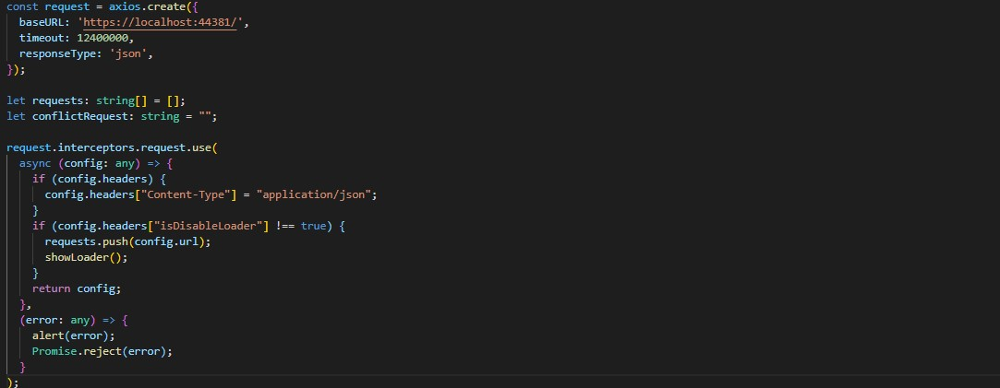 const request = axios.create({
  baseURL: 'https://localhost:44381/',
  timeout: 12400000,
  responseType: 'json',
});

let requests: string[] = [];
let conflictRequest: string = "";

request.interceptors.request.use(
  async (config: any) => {
    if (config.headers) {
      config.headers["Content-Type"] = "application/json";
    }
    if (config.headers["isDisableLoader"] !== true) {
      requests.push(config.url);
      showLoader();
    }
    return config;
  },
  (error: any) => {
    alert(error);
    Promise.reject(error);
  }
);